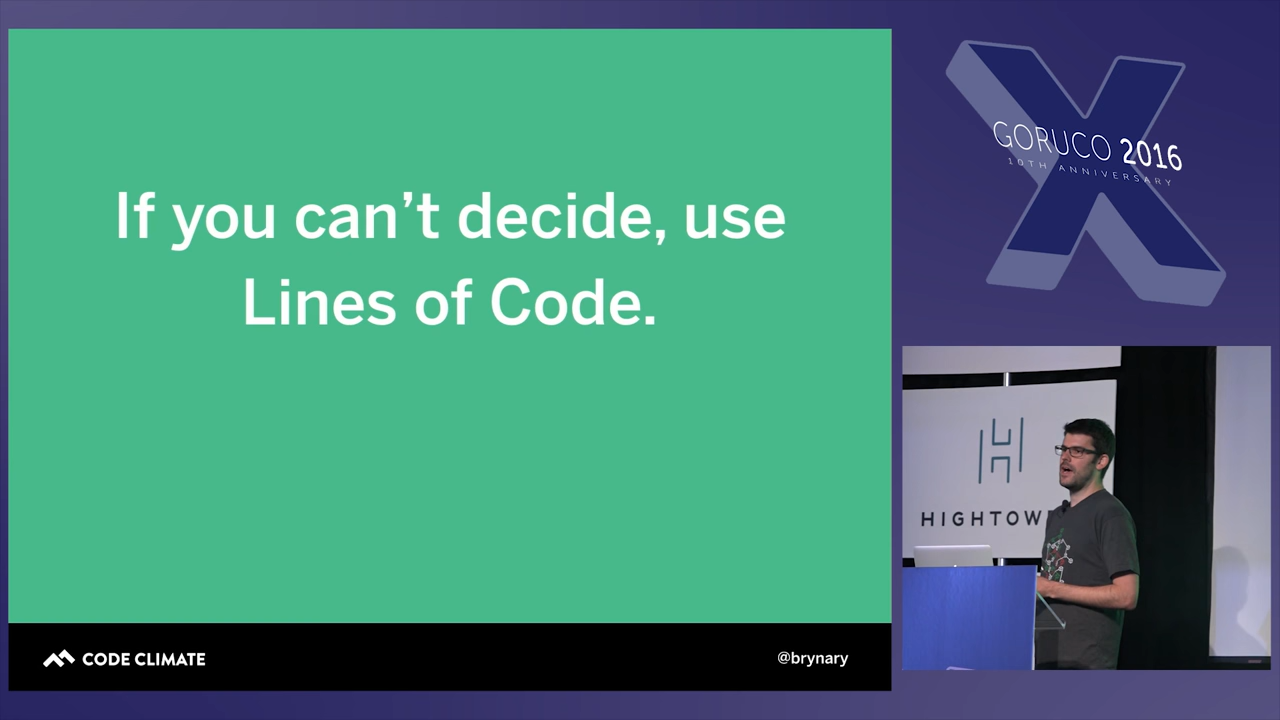 If you can't decide, use
Lines of Code.
CODE CLIMATE
@brynary
GORUCO 2016
10TH ANNIVERSARY
HIGHTOW